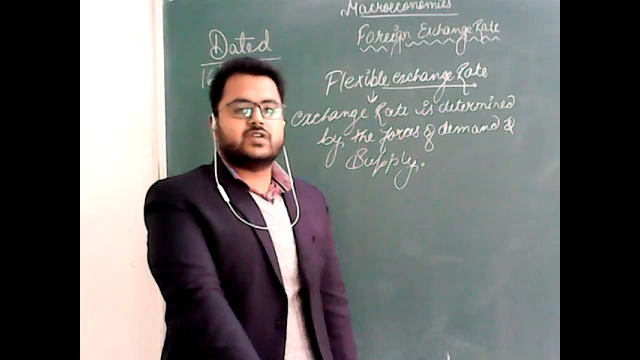 Macroeconomics
Foreign Exchange Rate
Dated
Flexible exchange Rate
exchange Rate is determined
by the forces of demand &
Supply.